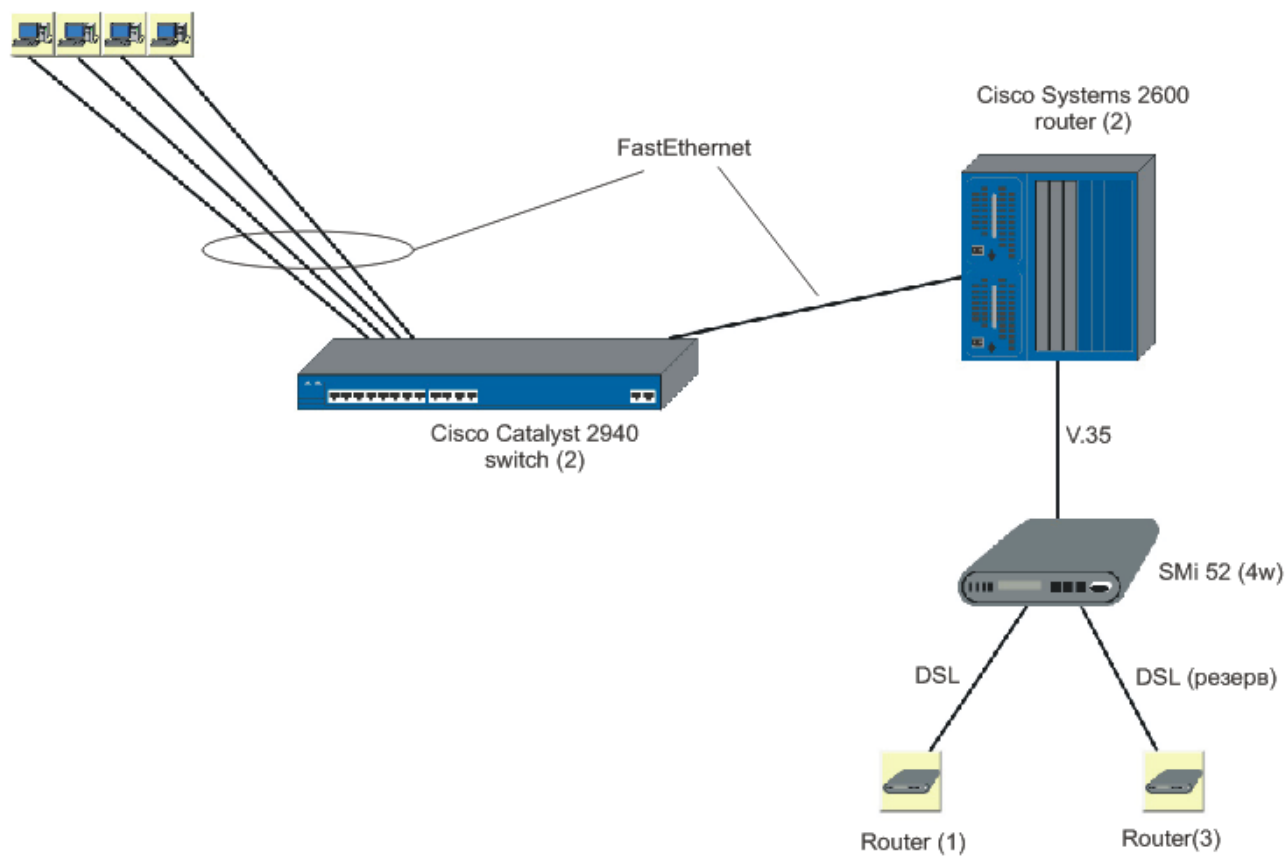 Cisco Systems 2600
router (2)
FastEthernet
Cisco Catalyst 2940
switch (2)
V.35
SMi 52 (4w)
DSL
DSL (резерв)
Router (1)
Router(3)